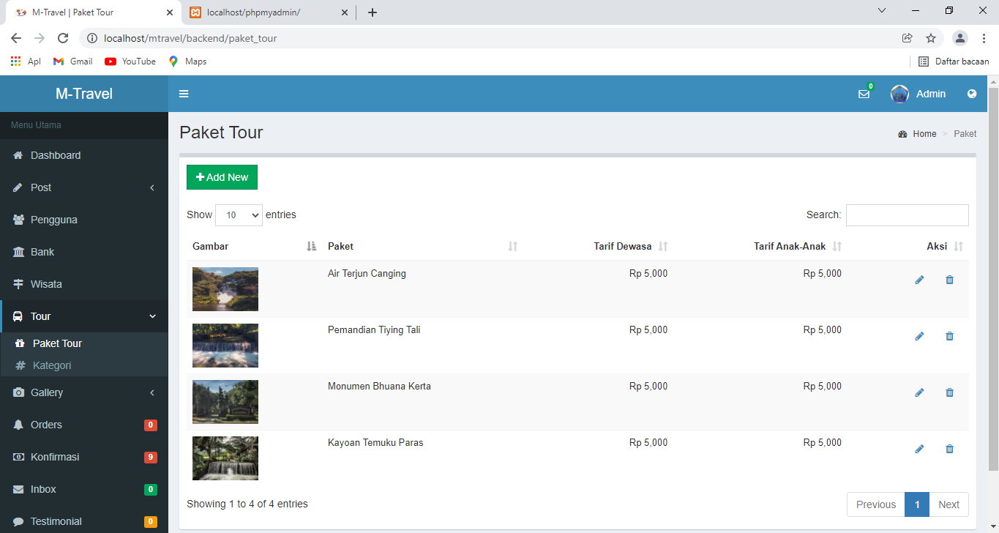 M-Travel | Paket Tour
localhost/phpmyadmin/
localhost/mtravel/backend/paket_tour
Apl Gmail YouTube Maps Daftar bacaan
M-Travel 0 Admin
Menu Utama
Paket Tour
Home > Paket
Dashboard
Post
Pengguna
Bank
Wisata
Tour
Paket Tour
Kategori
Gallery
Orders 0
Konfirmasi 9
Inbox 0
Testimonial 0
Add New
Show 10 entries Search:
Gambar Paket Tarif Dewasa Tarif Anak-Anak Aksi
Air Terjun Canging Rp 5,000 Rp 5,000
Pemandian Tiying Tali Rp 5,000 Rp 5,000
Monumen Bhuana Kerta Rp 5,000 Rp 5,000
Kayoan Temuku Paras Rp 5,000 Rp 5,000
Showing 1 to 4 of 4 entries Previous 1 Next